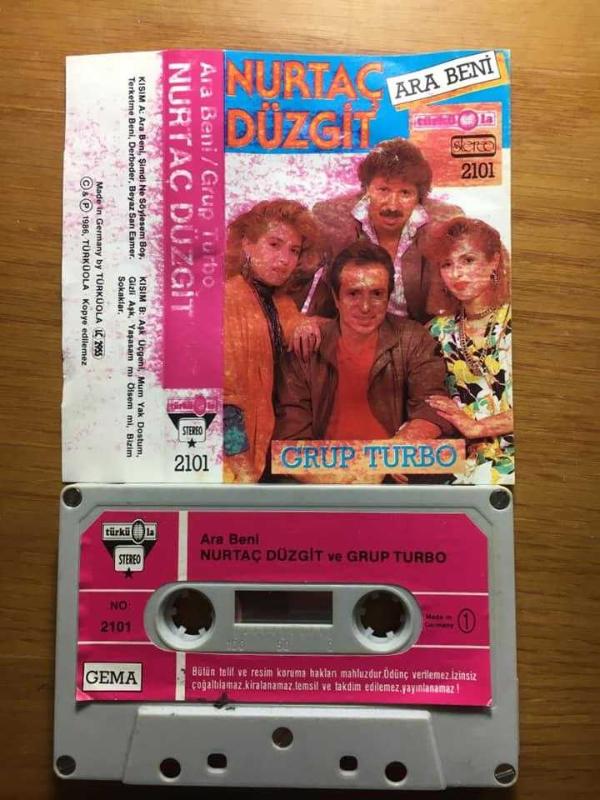 NURTAÇ
DÜZGİT
ARA BENİ
türküola
stereo
2101
GRUP TURBO
Ara Beni / Grup Turbo
NURTAÇ DÜZGİT
türküola
STEREO
2101
KISIM A: Ara Beni, Şimdi Ne Söylesem Boş,
Terketme Beni, Derbeder, Beyaz Sarı Esmer.
KISIM B: Aşk Üçgeni, Mum Yak Dostum,
Gizli Aşk, Yaşasam mı Ölsem mi, Bizim
Sokaklar.
Made in Germany by TÜRKÜOLA LC 2955
© & ℗ 1986, TÜRKÜOLA · Kopye edilemez
türküola
STEREO
Ara Beni
NURTAÇ DÜZGİT ve GRUP TURBO
NO:
2101
Made in
Germany
1
GEMA
Bütün telif ve resim koruma hakları mahfuzdur.Ödünç verilemez.İzinsiz
çoğaltılamaz,kiralanamaz,temsil ve takdim edilemez,yayınlanamaz!